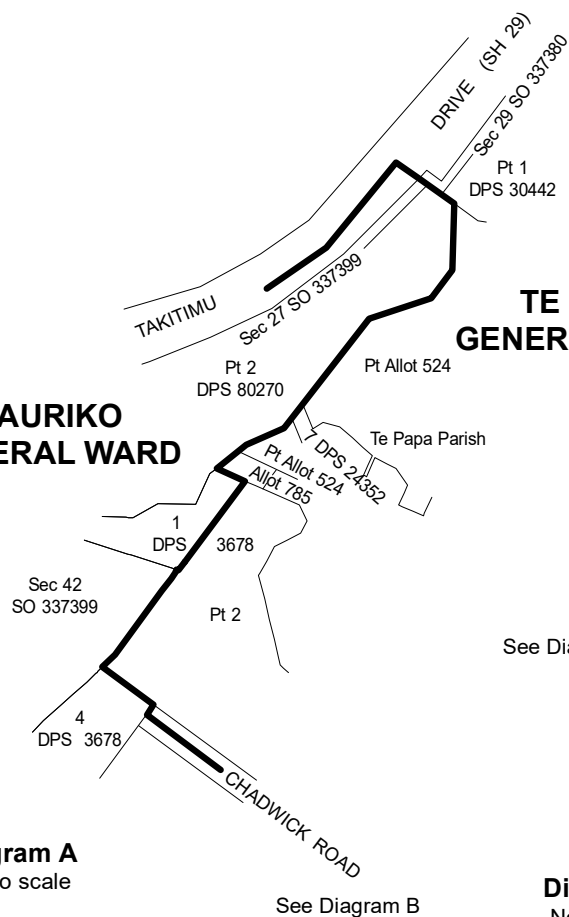 DRIVE (SH 29)
Sec 29 SO 337380
Pt 1
DPS 30442
TAKITIMU
Sec 27 SO 337399
TE
GENER
Pt 2
DPS 80270
Pt Allot 524
AURIKO
ERAL WARD
7 DPS 24352
Te Papa Parish
Pt Allot 524
Allot 785
1
DPS 3678
Sec 42
SO 337399
Pt 2
See Dia
4
DPS 3678
CHADWICK ROAD
gram A
o scale
See Diagram B
Di
N